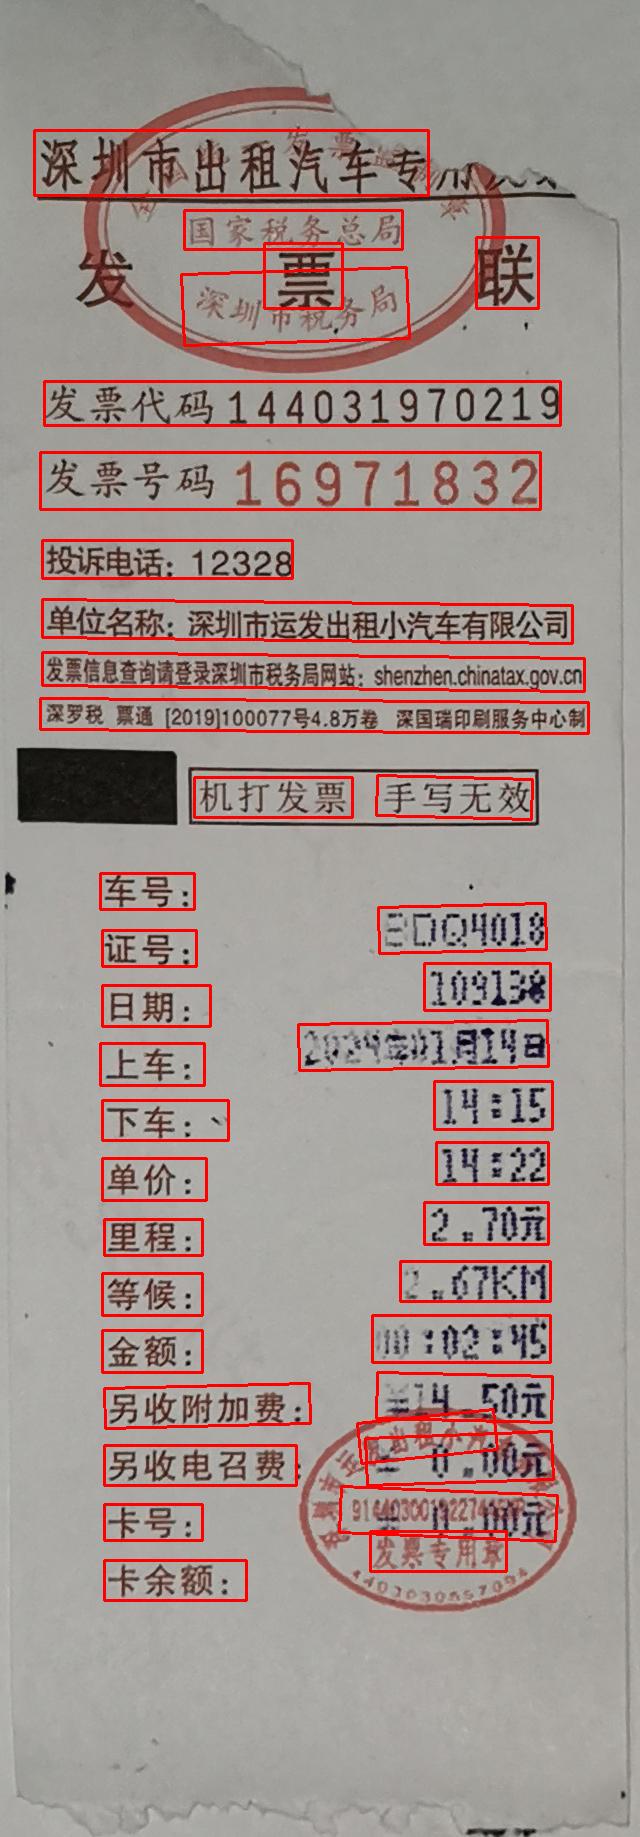 深圳市出租汽车专用发票
国家税务总局
发票联
深圳市税务局
发票代码 144031970219
发票号码 16971832
投诉电话：12328
单位名称：深圳市运发出租小汽车有限公司
发票信息查询请登录深圳市税务局网站：shenzhen.chinatax.gov.cn
深罗税 票通 [2019]100077号4.8万卷 深国瑞印刷服务中心制
机打发票 手写无效
车号：
BDQ4018
证号：
109138
日期：
2024年01月14日
上车：
14:15
下车：
14:22
单价：
2.70元
里程：
2.67KM
等候：
00:02:45
金额：
¥14.50元
另收附加费：
¥ 0.00元
另收电召费：
¥ 0.00元
卡号：
发票专用章
卡余额：